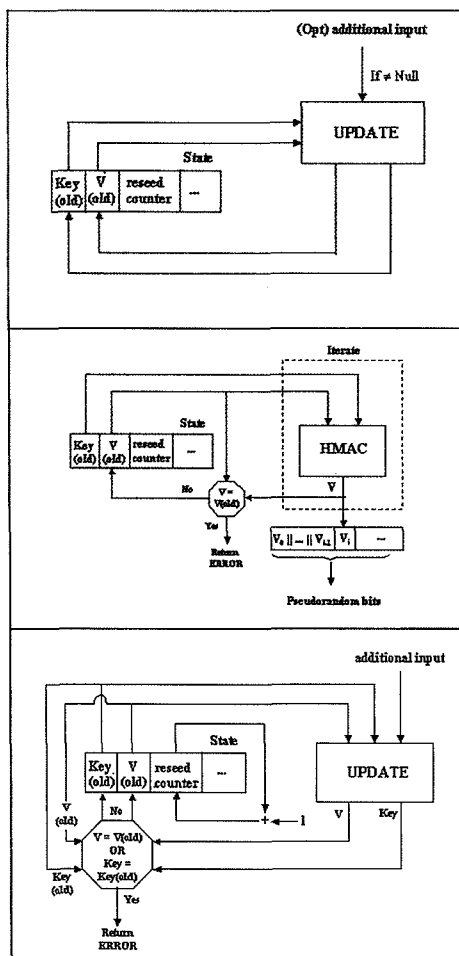 (Opt) additional input
If ≠ Null
UPDATE
State
Key (old)
V (old)
reseed counter
...
Iterate
State
HMAC
Key (old)
V (old)
reseed counter
...
V
No
V = V(old)
Yes
Return ERROR
V₀ || ... || Vᵢ₋₁
Vᵢ
...
Pseudorandom bits
additional input
State
UPDATE
Key (old)
V (old)
reseed counter
...
V (old)
No
+
1
V
Key
V = V(old)
OR
Key =
Key(old)
Key (old)
Yes
Return ERROR